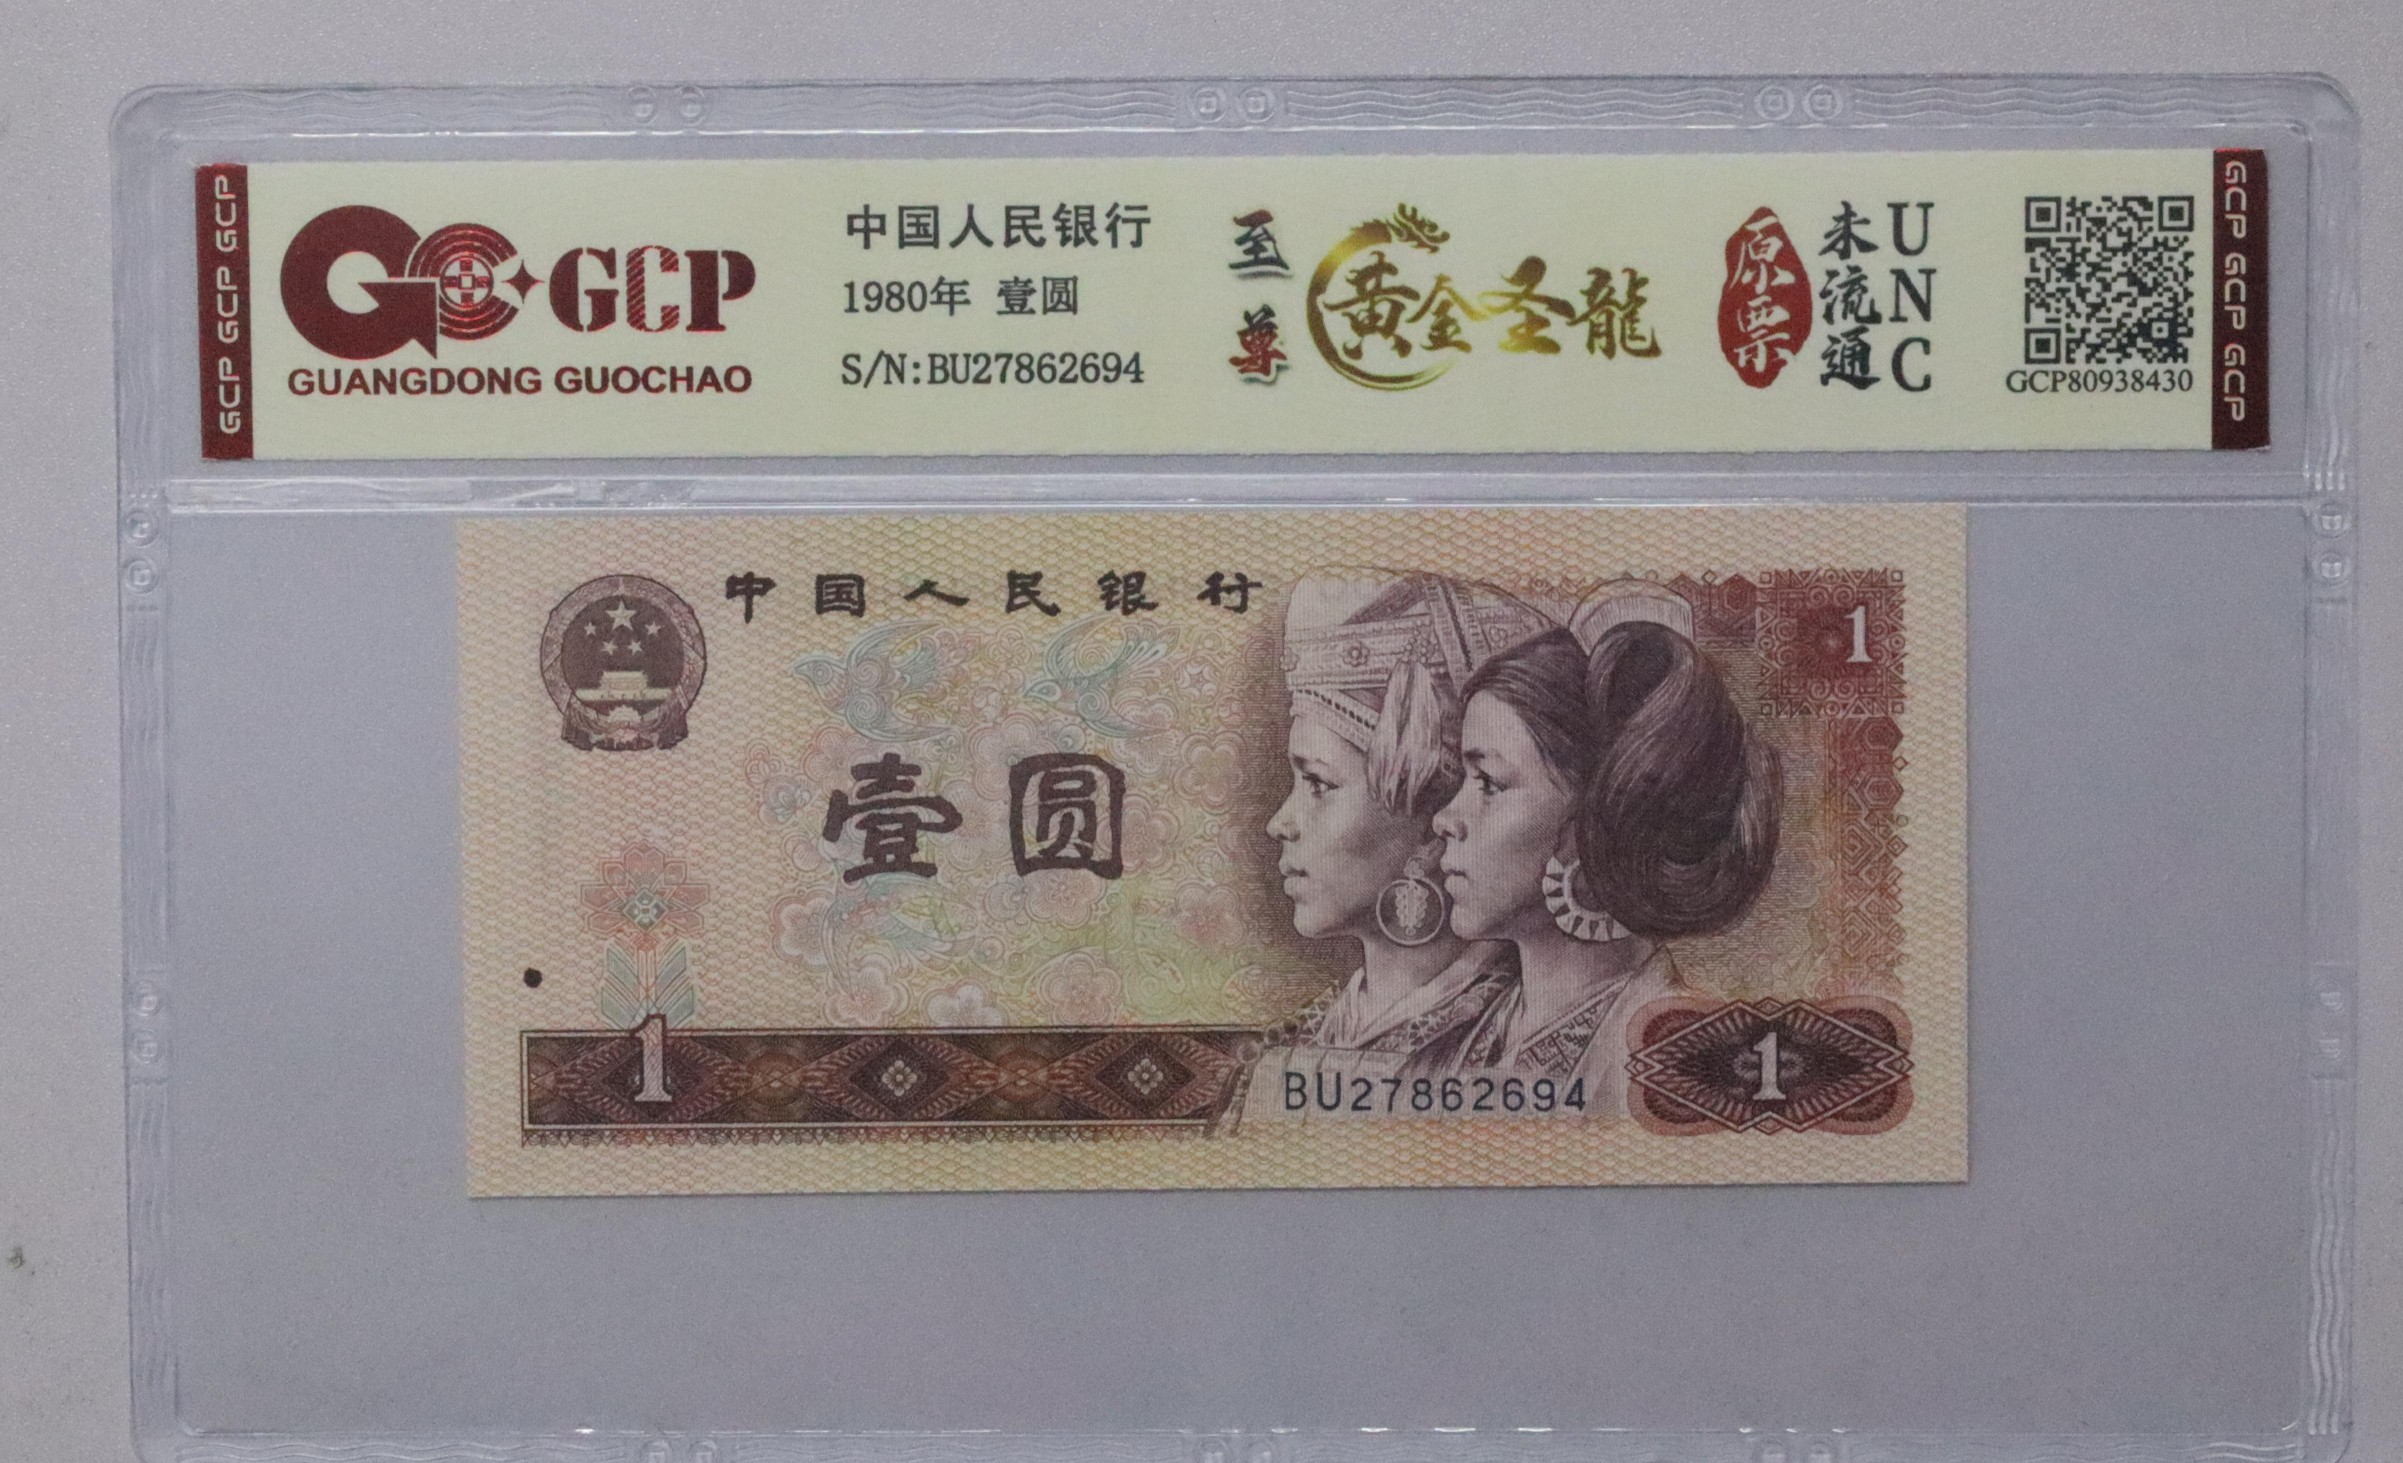 GCP GCP GCP
GCP
GUANGDONG GUOCHAO
中国人民银行
1980年 壹圆
S/N:BU27862694
至尊
黄金圣龍
原票
未流通
UNC
GCP80938430
GCP GCP GCP
中国人民银行
1
壹圆
1
BU27862694
1